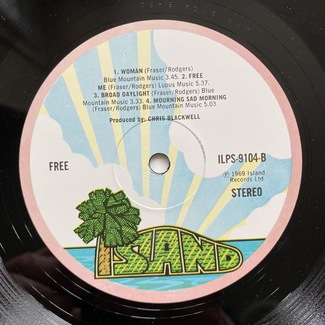 1. WOMAN (Fraser/Rodgers)
Blue Mountain Music 3.45. 2. FREE
ME (Fraser/Rodgers) Lupus Music 5.37.
3. BROAD DAYLIGHT (Fraser/Rodgers) Blue
Mountain Music 3.33. 4. MOURNING SAD MORNING
(Fraser/Rodgers) Blue Mountain Music 5.03
Produced by: CHRIS BLACKWELL
FREE
ILPS-9104-B
℗ 1969 Island
Records Ltd
STEREO
ISLAND